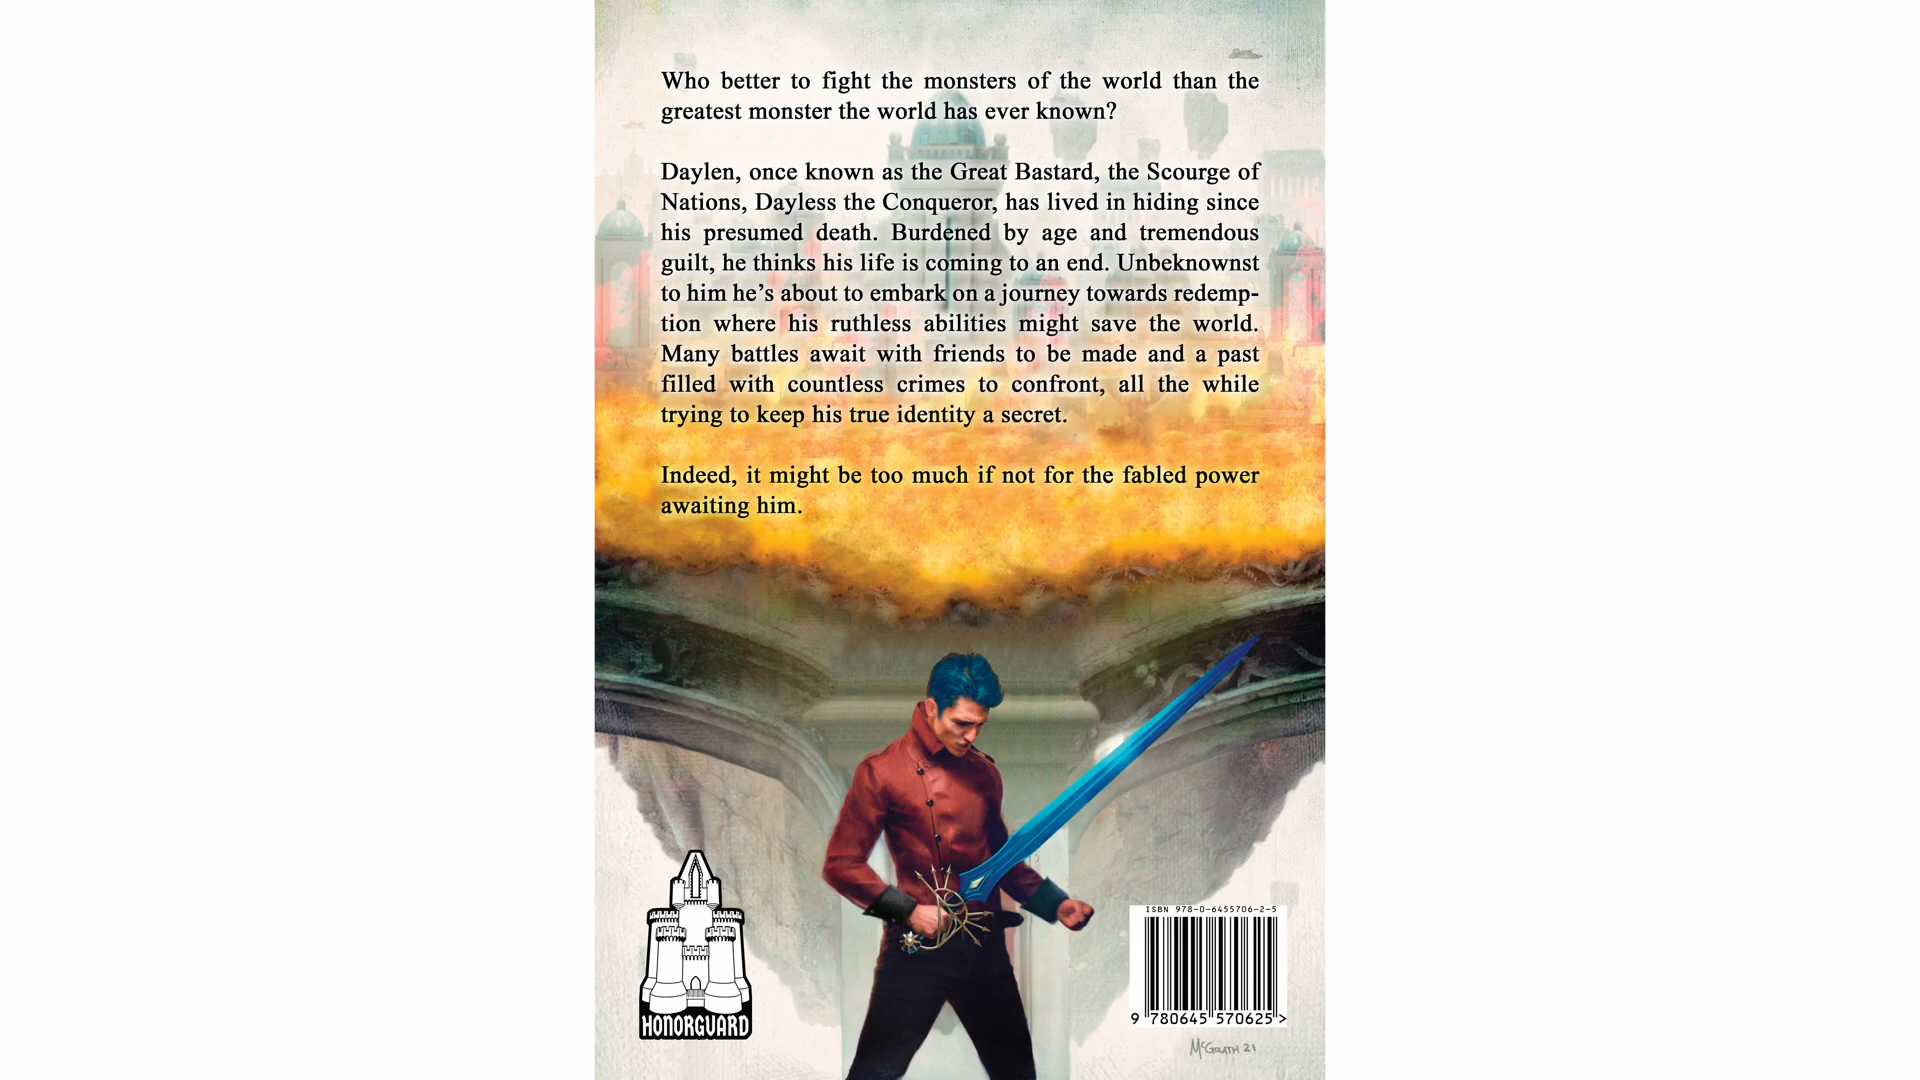 Who better to fight the monsters of the world than the
greatest monster the world has ever known?
Daylen, once known as the Great Bastard, the Scourge of
Nations, Dayless the Conqueror, has lived in hiding since
his presumed death. Burdened by age and tremendous
guilt, he thinks his life is coming to an end. Unbeknownst
to him he’s about to embark on a journey towards redemp-
tion where his ruthless abilities might save the world.
Many battles await with friends to be made and a past
filled with countless crimes to confront, all the while
trying to keep his true identity a secret.
Indeed, it might be too much if not for the fabled power
awaiting him.
HONORGUARD
ISBN 978-0-6455706-2-5
9 780645 570625 >
McGRATH 21